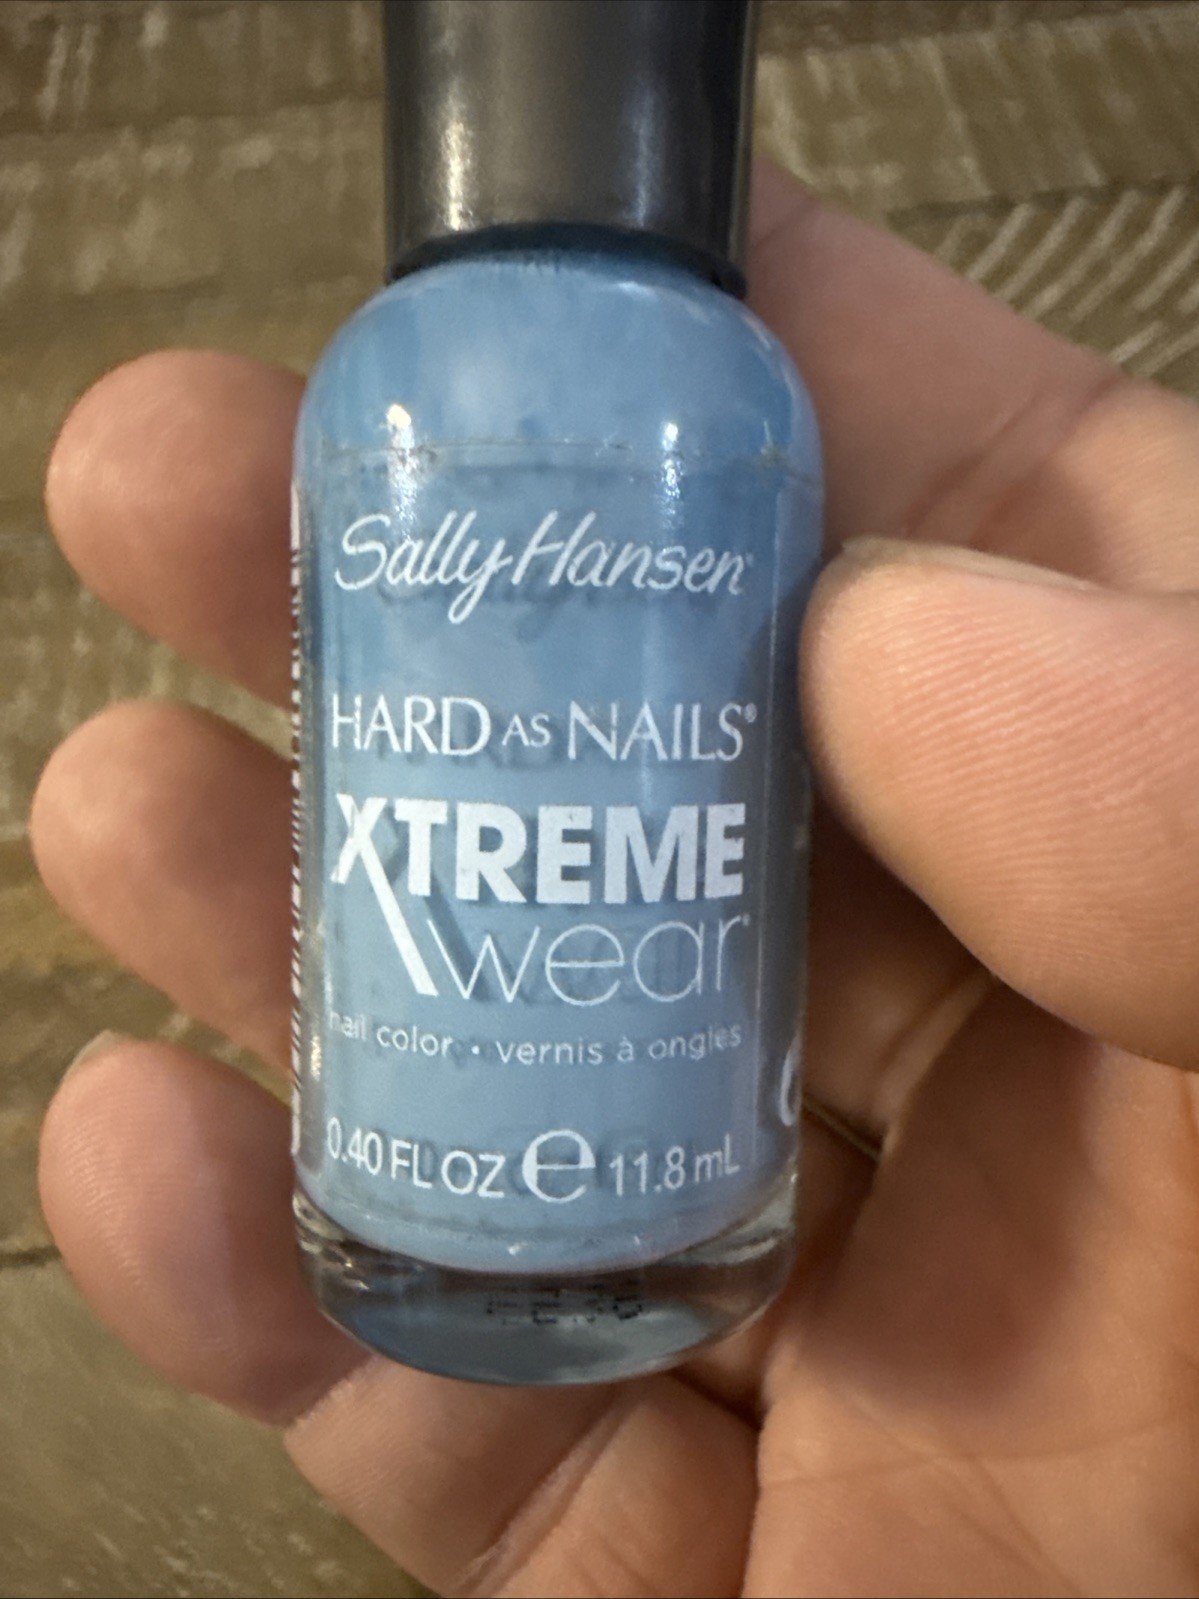 Sally Hansen
HARD AS NAILS®
XTREME
wear
nail color • vernis à ongles
0.40 FL OZ ℮ 11.8 mL